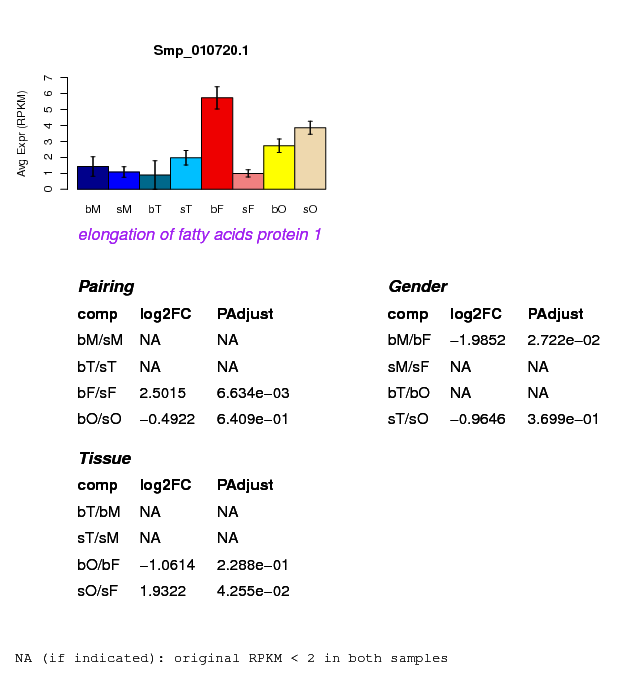 Smp_010720.1
Avg Expr (RPKM)
7
6
5
4
3
2
1
0
bM sM bT sT bF sF bO sO
elongation of fatty acids protein 1
Pairing
comp log2FC PAdjust
bM/sM NA NA
bT/sT NA NA
bF/sF 2.5015 6.634e−03
bO/sO −0.4922 6.409e−01
Gender
comp log2FC PAdjust
bM/bF −1.9852 2.722e−02
sM/sF NA NA
bT/bO NA NA
sT/sO −0.9646 3.699e−01
Tissue
comp log2FC PAdjust
bT/bM NA NA
sT/sM NA NA
bO/bF −1.0614 2.288e−01
sO/sF 1.9322 4.255e−02
NA (if indicated): original RPKM < 2 in both samples